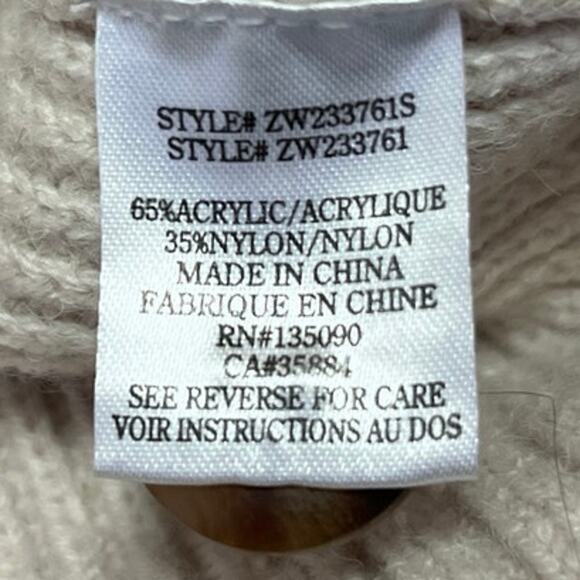 STYLE# ZW233761S
STYLE# ZW233761
65%ACRYLIC/ACRYLIQUE
35%NYLON/NYLON
MADE IN CHINA
FABRIQUE EN CHINE
RN#135090
CA#35884
SEE REVERSE FOR CARE
VOIR INSTRUCTIONS AU DOS